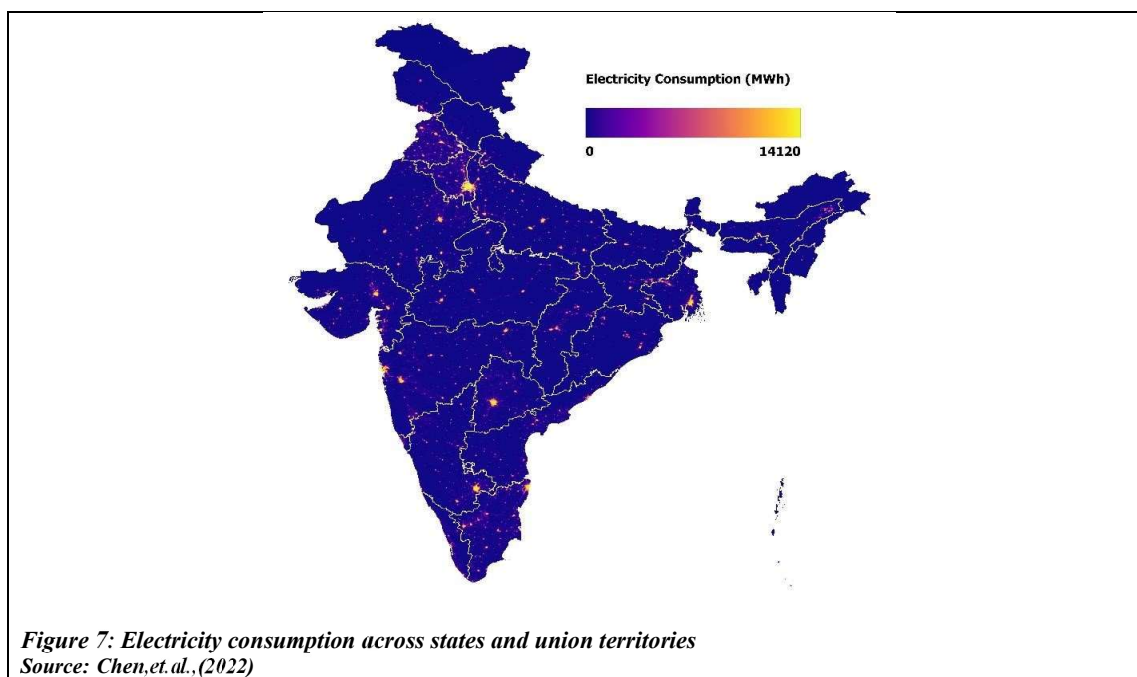 Electricity Consumption (MWh)
0 14120
Figure 7: Electricity consumption across states and union territories
Source: Chen,et.al.,(2022)